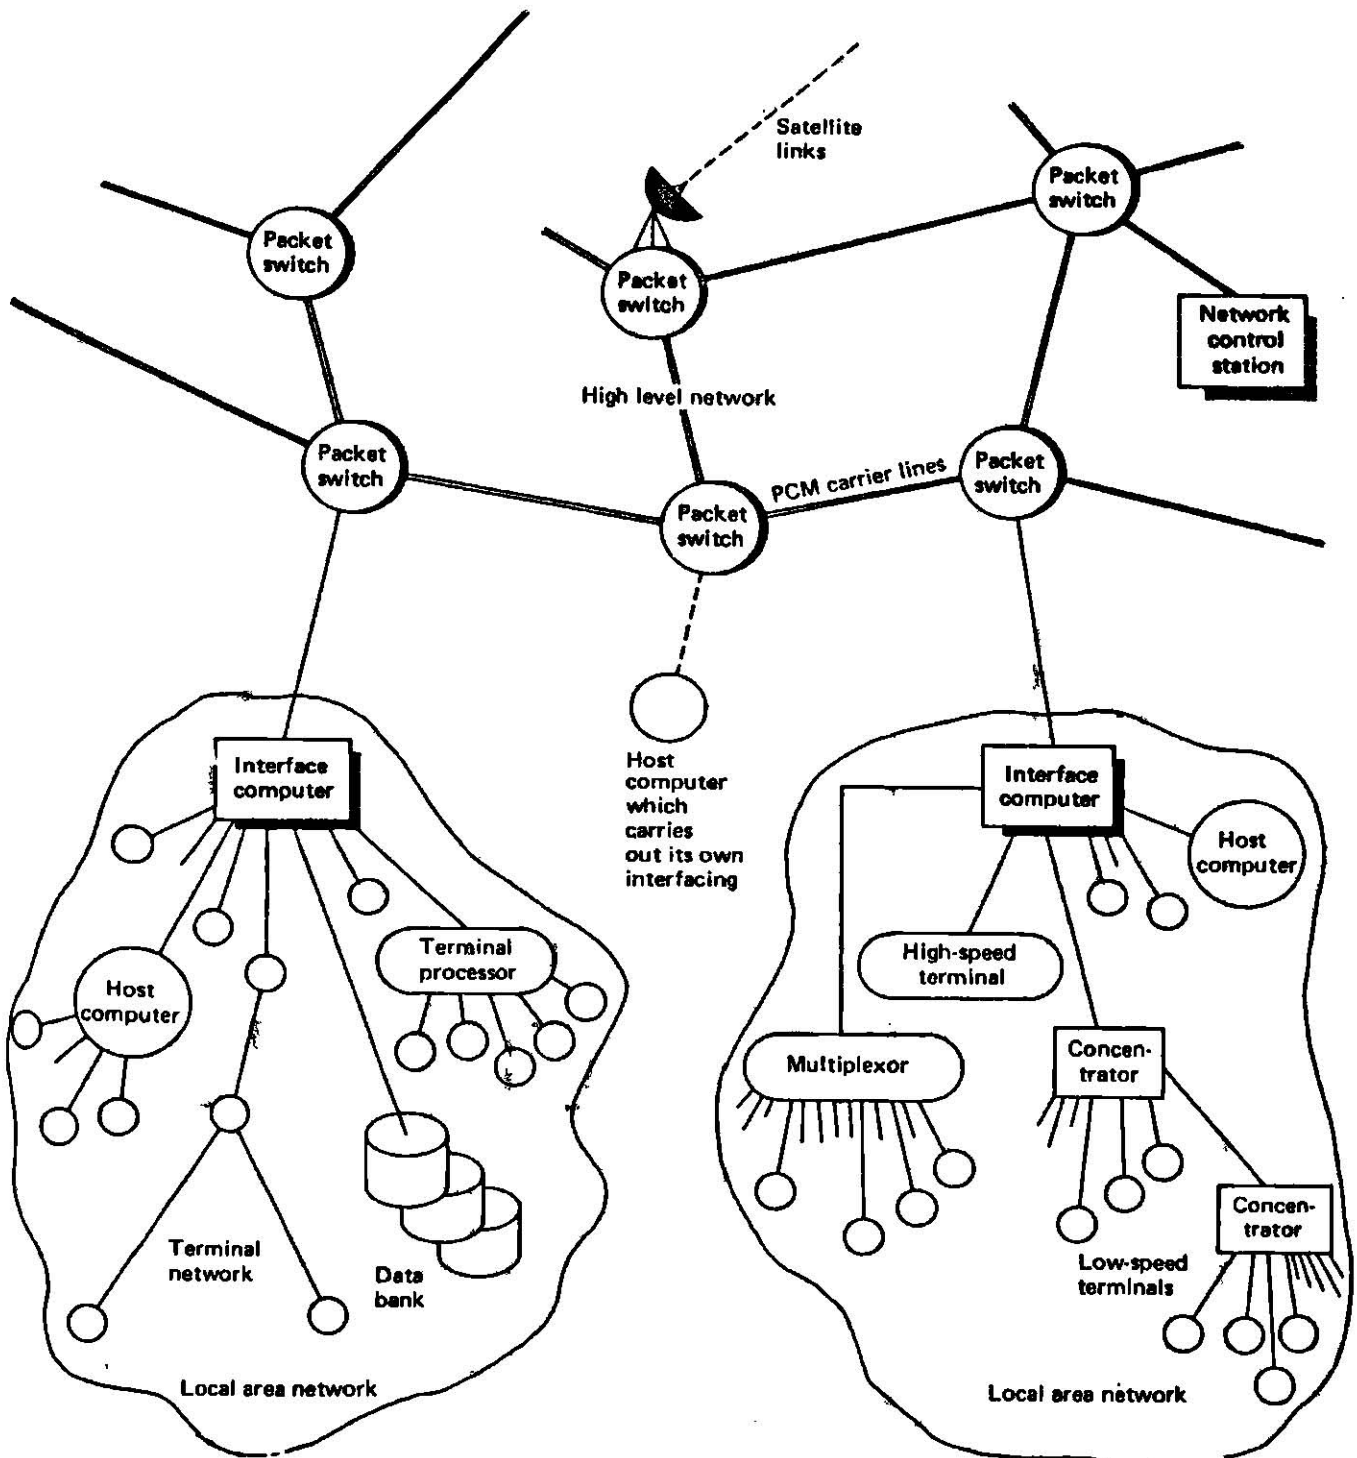 Satellite
links
Packet
switch
Packet
switch
Packet
switch
Network
control
station
High level network
Packet
switch
PCM carrier lines
Packet
switch
Packet
switch
Interface
computer
Host
computer
which
carries
out its own
interfacing
Interface
computer
Host
computer
Terminal
processor
High-speed
terminal
Host
computer
Multiplexor
Concen-
trator
Terminal
network
Data
bank
Concen-
trator
Low-speed
terminals
Local area network
Local area network